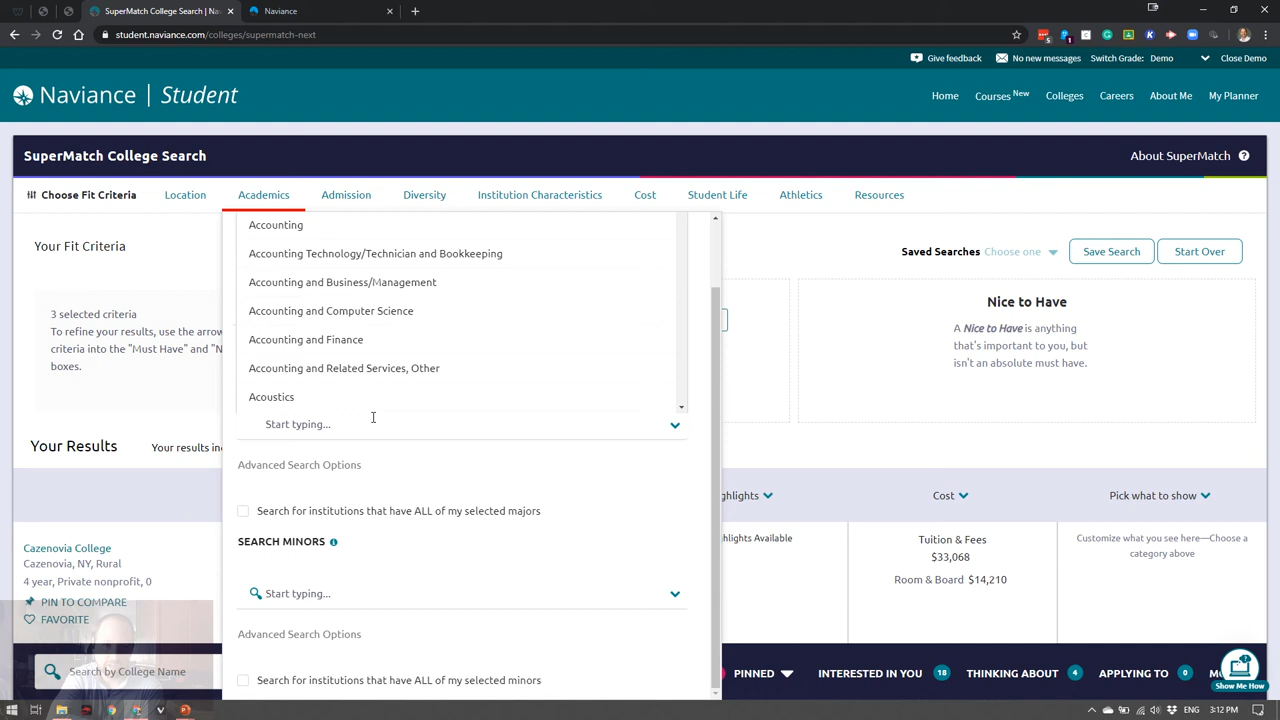 SuperMatch College Search | Na
Naviance
student.naviance.com/colleges/supermatch-next
Give feedback
No new messages
Switch Grade: Demo
Close Demo
Naviance | Student
Home
Courses New
Colleges
Careers
About Me
My Planner
SuperMatch College Search
About SuperMatch
Choose Fit Criteria
Location
Academics
Admission
Diversity
Institution Characteristics
Cost
Student Life
Athletics
Resources
Your Fit Criteria
Saved Searches
Choose one
Save Search
Start Over
3 selected criteria
To refine your results, use the arrow
criteria into the "Must Have" and "N
boxes.
Accounting
Accounting Technology/Technician and Bookkeeping
Accounting and Business/Management
Accounting and Computer Science
Accounting and Finance
Accounting and Related Services, Other
Acoustics
Start typing...
Nice to Have
A Nice to Have is anything
that's important to you, but
isn't an absolute must have.
Your Results
Your results in
Advanced Search Options
Search for institutions that have ALL of my selected majors
SEARCH MINORS
Start typing...
Advanced Search Options
Search for institutions that have ALL of my selected minors
ghlights
Cost
Pick what to show
Cazenovia College
Cazenovia, NY, Rural
4 year, Private nonprofit, 0
PIN TO COMPARE
FAVORITE
hlights Available
Tuition & Fees
$33,068
Room & Board $14,210
Customize what you see here—Choose a
category above
Search by College Name
PINNED
INTERESTED IN YOU 18
THINKING ABOUT 4
APPLYING TO 0
Show Me How
3:12 PM